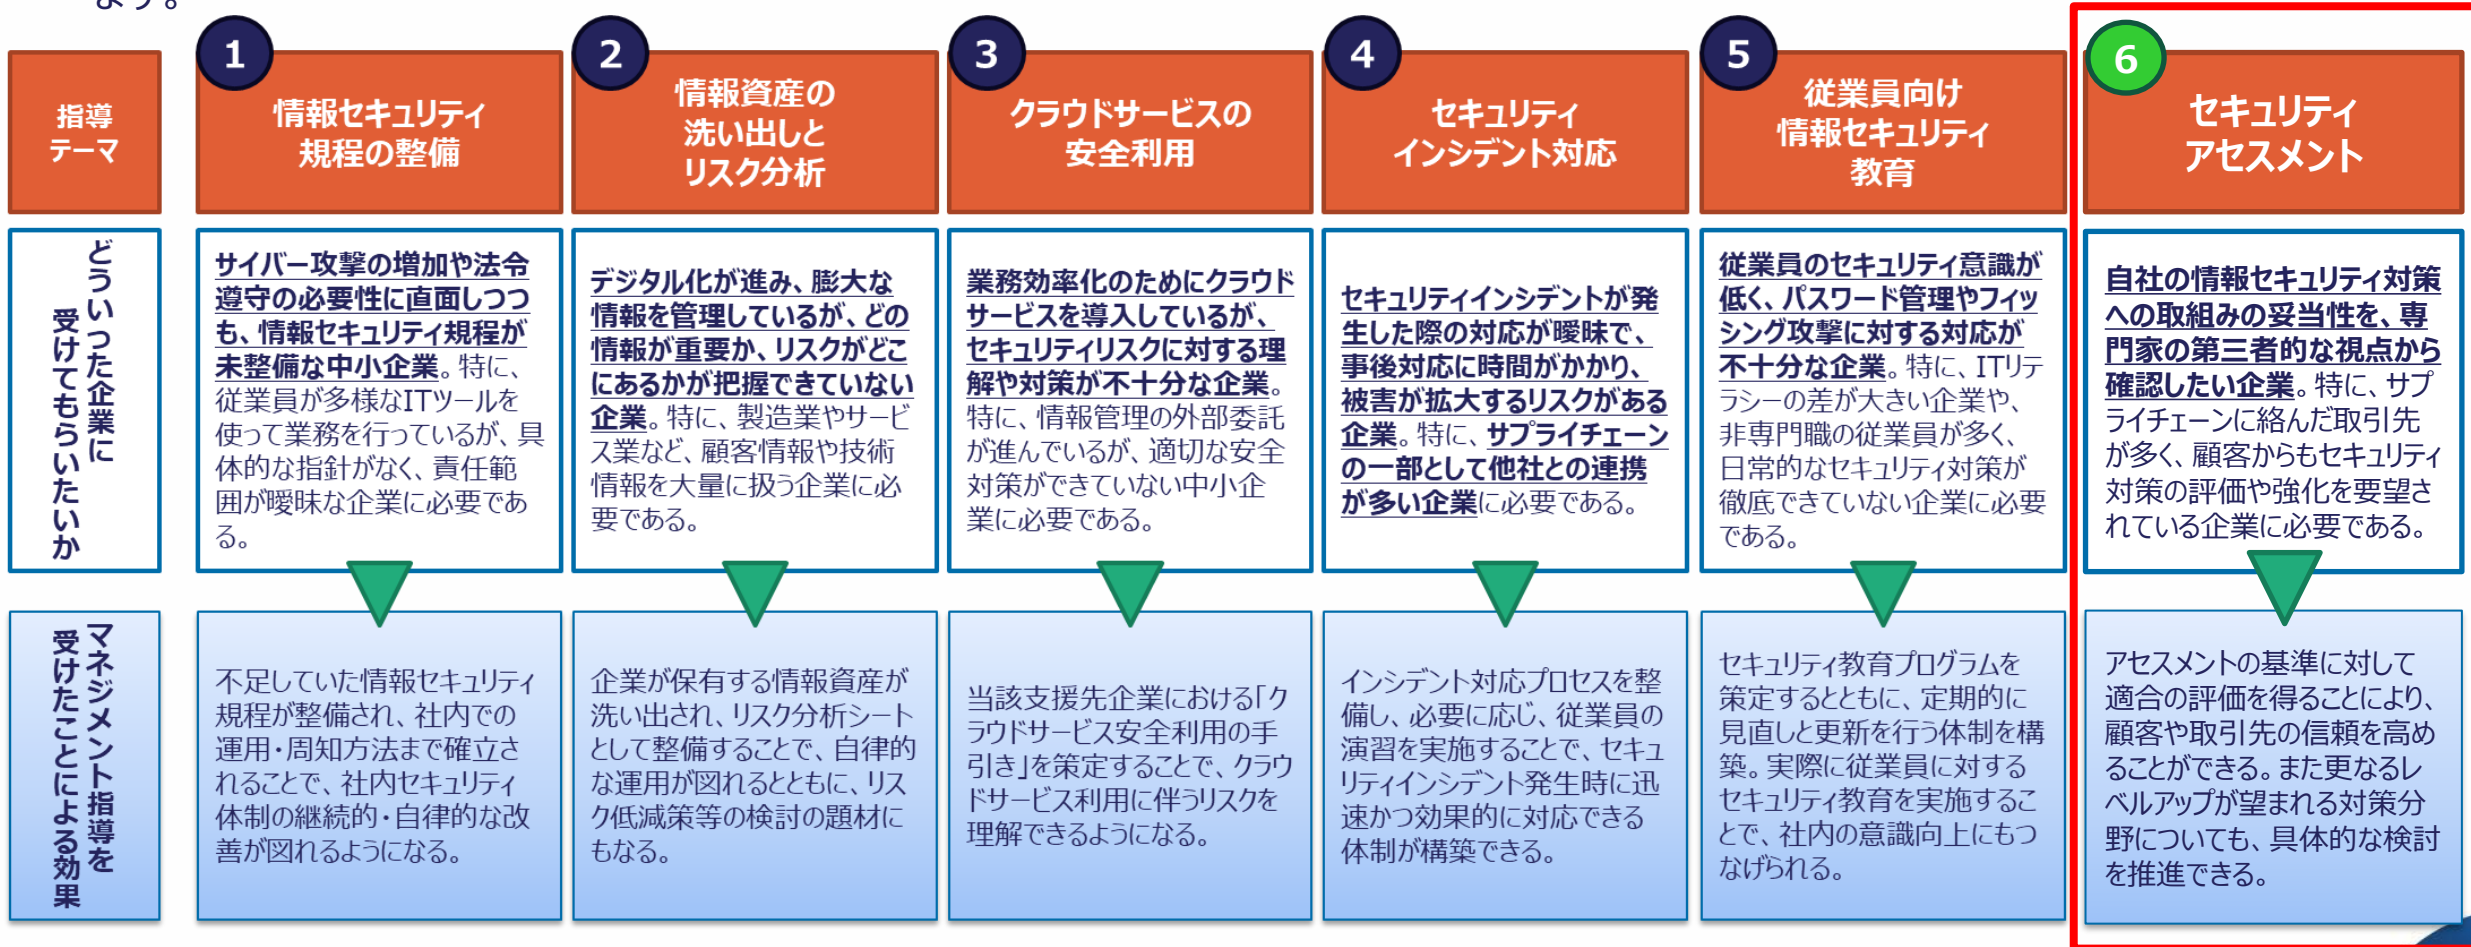 ます。
指導
テーマ
1
情報セキュリティ
規程の整備
2
情報資産の
洗い出しと
リスク分析
3
クラウドサービスの
安全利用
4
セキュリティ
インシデント対応
5
従業員向け
情報セキュリティ
教育
6
セキュリティ
アセスメント
どういった企業に
受けてもらいたいか
サイバー攻撃の増加や法令
遵守の必要性に直面しつつ
も、情報セキュリティ規程が
未整備な中小企業。特に、
従業員が多様なITツールを
使って業務を行っているが、具
体的な指針がなく、責任範
囲が曖昧な企業に必要であ
る。
デジタル化が進み、膨大な
情報を管理しているが、どの
情報が重要か、リスクがどこ
にあるかが把握できていない
企業。特に、製造業やサービ
ス業など、顧客情報や技術
情報を大量に扱う企業に必
要である。
業務効率化のためにクラウド
サービスを導入しているが、
セキュリティリスクに対する理
解や対策が不十分な企業。
特に、情報管理の外部委託
が進んでいるが、適切な安全
対策ができていない中小企
業に必要である。
セキュリティインシデントが発
生した際の対応が曖昧で、
事後対応に時間がかかり、
被害が拡大するリスクがある
企業。特に、サプライチェーン
の一部として他社との連携
が多い企業に必要である。
従業員のセキュリティ意識が
低く、パスワード管理やフィッ
シング攻撃に対する対応が
不十分な企業。特に、ITリテ
ラシーの差が大きい企業や、
非専門職の従業員が多く、
日常的なセキュリティ対策が
徹底できていない企業に必要
である。
自社の情報セキュリティ対策
への取組みの妥当性を、専
門家の第三者的な視点から
確認したい企業。特に、サプ
ライチェーンに絡んだ取引先
が多く、顧客からもセキュリティ
対策の評価や強化を要望さ
れている企業に必要である。
マネジメント指導を
受けたことによる効果
不足していた情報セキュリティ
規程が整備され、社内での
運用・周知方法まで確立さ
れることで、社内セキュリティ
体制の継続的・自律的な改
善が図れるようになる。
企業が保有する情報資産が
洗い出され、リスク分析シート
として整備することで、自律的
な運用が図れるとともに、リス
ク低減策等の検討の題材に
もなる。
当該支援先企業における「ク
ラウドサービス安全利用の手
引き」を策定することで、クラウ
ドサービス利用に伴うリスクを
理解できるようになる。
インシデント対応プロセスを整
備し、必要に応じ、従業員の
演習を実施することで、セキュ
リティインシデント発生時に迅
速かつ効果的に対応できる
体制が構築できる。
セキュリティ教育プログラムを
策定するとともに、定期的に
見直しと更新を行う体制を構
築。実際に従業員に対する
セキュリティ教育を実施するこ
とで、社内の意識向上にもつ
なげられる。
アセスメントの基準に対して
適合の評価を得ることにより、
顧客や取引先の信頼を高め
ることができる。また更なるレ
ベルアップが望まれる対策分
野についても、具体的な検討
を推進できる。